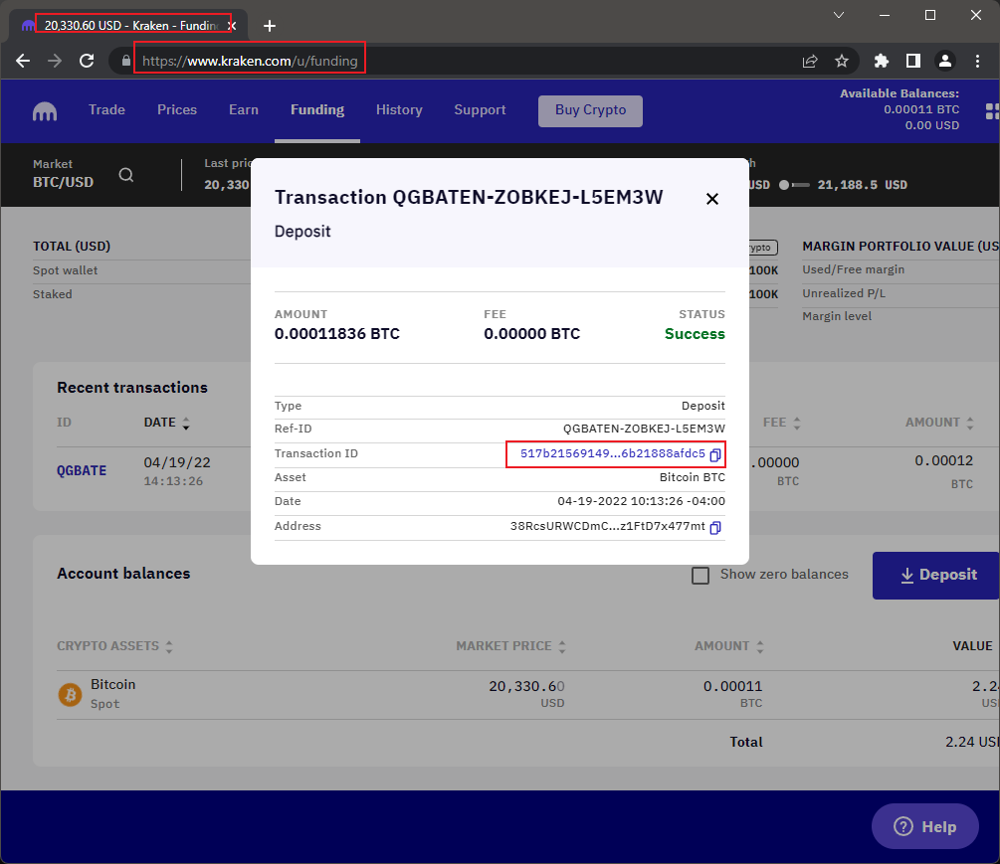 20,330.60 USD - Kraken - Fundin
https://www.kraken.com/u/funding
Trade Prices Earn Funding History Support Buy Crypto
Available Balances:
0.00011 BTC
0.00 USD
Market
BTC/USD
Last
20,330
USD 21,188.5 USD
Transaction QGBATEN-ZOBKEJ-L5EM3W
Deposit
TOTAL (USD)
Spot wallet
Staked
100K
100K
MARGIN PORTFOLIO VALUE (US
Used/Free margin
Unrealized P/L
Margin level
AMOUNT FEE STATUS
0.00011836 BTC 0.00000 BTC Success
Type Deposit
Ref-ID QGBATEN-ZOBKEJ-L5EM3W
Transaction ID 517b21569149...6b21888afdc5
Asset Bitcoin BTC
Date 04-19-2022 10:13:26 -04:00
Address 38RcsURWCDmC...z1FtD7x477mt
Recent transactions
ID DATE FEE AMOUNT
QGBATE 04/19/22 .00000 0.00012
14:13:26 BTC BTC
Account balances
Show zero balances
Deposit
CRYPTO ASSETS MARKET PRICE AMOUNT VALUE
Bitcoin 20,330.60 0.00011 2.24
Spot USD BTC US
Total 2.24 USD
Help